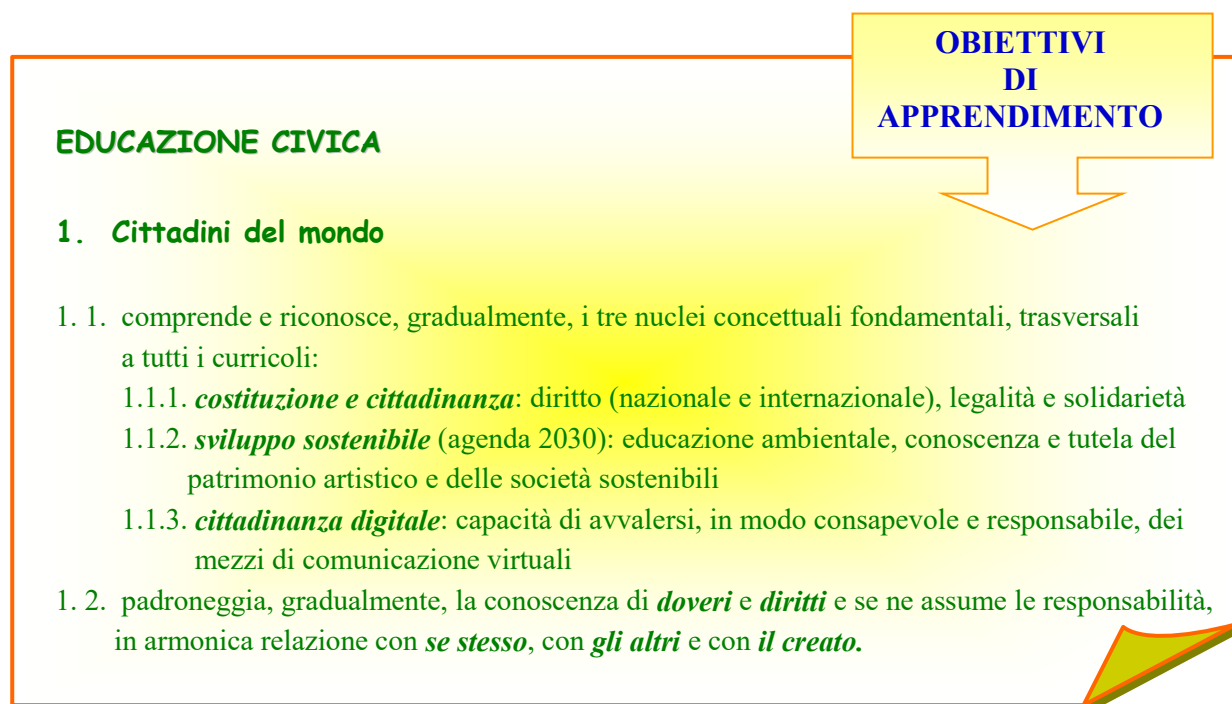 OBIETTIVI
DI
APPRENDIMENTO
EDUCAZIONE CIVICA
1. Cittadini del mondo
1. 1. comprende e riconosce, gradualmente, i tre nuclei concettuali fondamentali, trasversali
a tutti i curricoli:
1.1.1. costituzione e cittadinanza: diritto (nazionale e internazionale), legalità e solidarietà
1.1.2. sviluppo sostenibile (agenda 2030): educazione ambientale, conoscenza e tutela del
patrimonio artistico e delle società sostenibili
1.1.3. cittadinanza digitale: capacità di avvalersi, in modo consapevole e responsabile, dei
mezzi di comunicazione virtuali
1. 2. padroneggia, gradualmente, la conoscenza di doveri e diritti e se ne assume le responsabilità,
in armonica relazione con se stesso, con gli altri e con il creato.